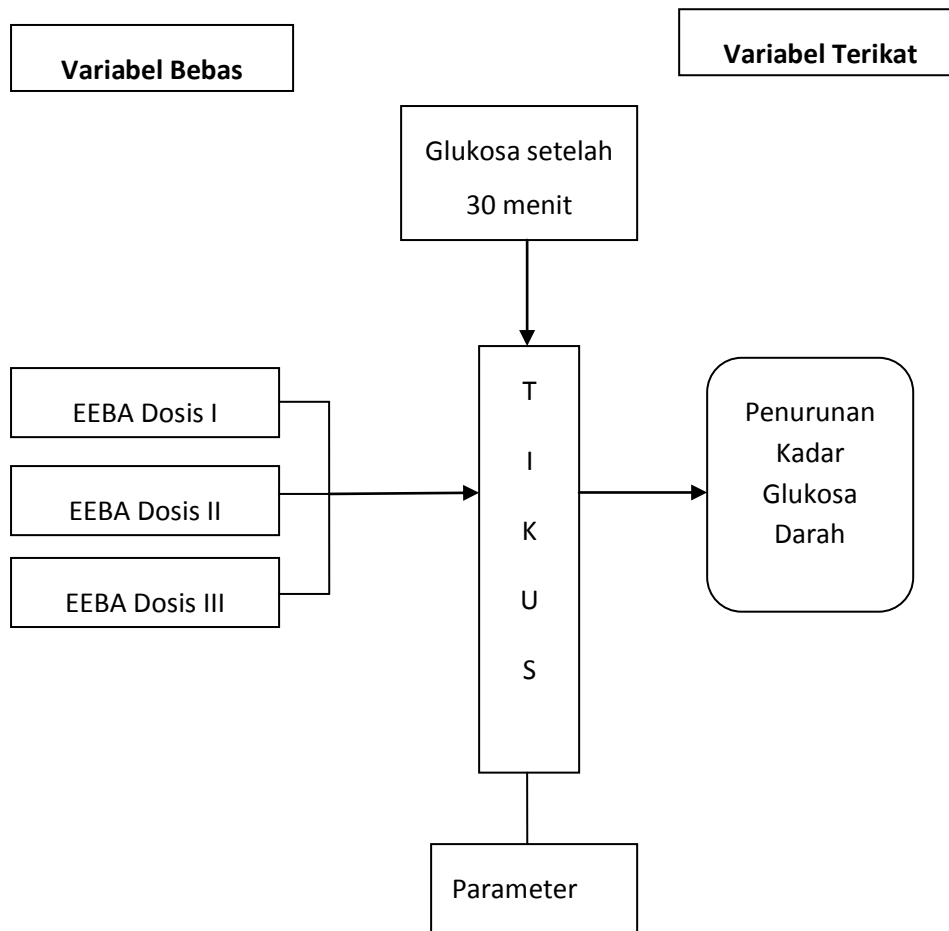 Variabel Bebas
Variabel Terikat
Glukosa setelah
30 menit
EEBA Dosis I
EEBA Dosis II
EEBA Dosis III
T
I
K
U
S
Penurunan
Kadar
Glukosa
Darah
Parameter